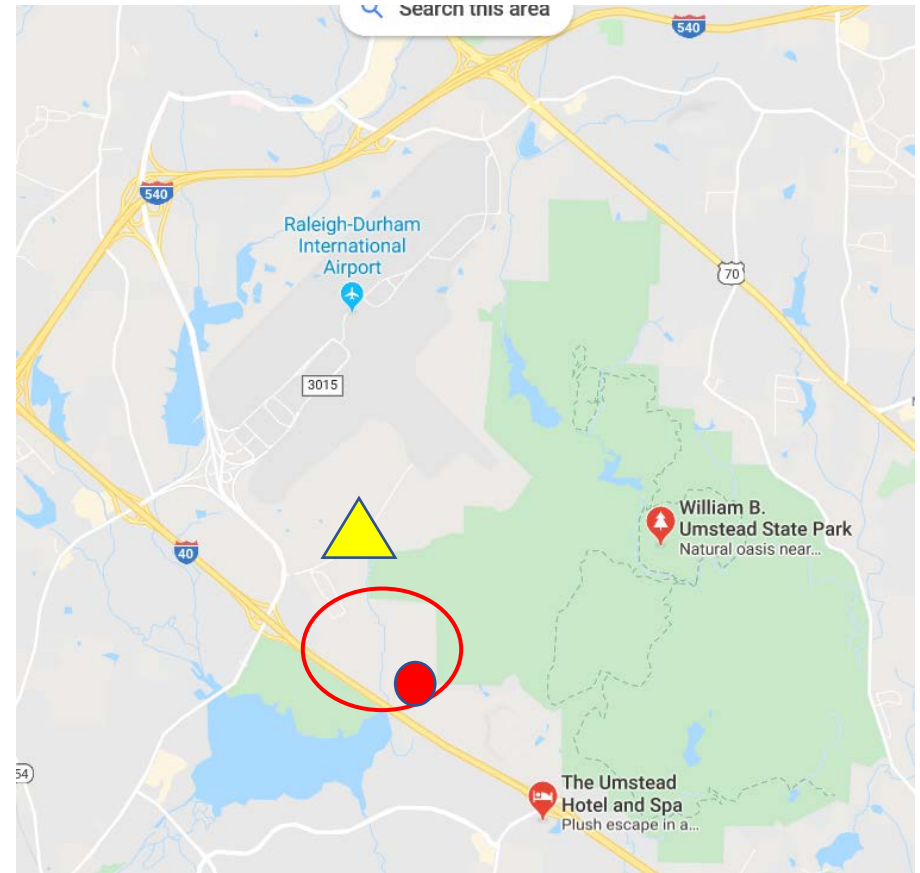 Search this area
540
540
Raleigh-Durham
International
Airport
70
3015
William B.
Umstead State Park
Natural oasis near...
40
54
The Umstead
Hotel and Spa
Plush escape in a...